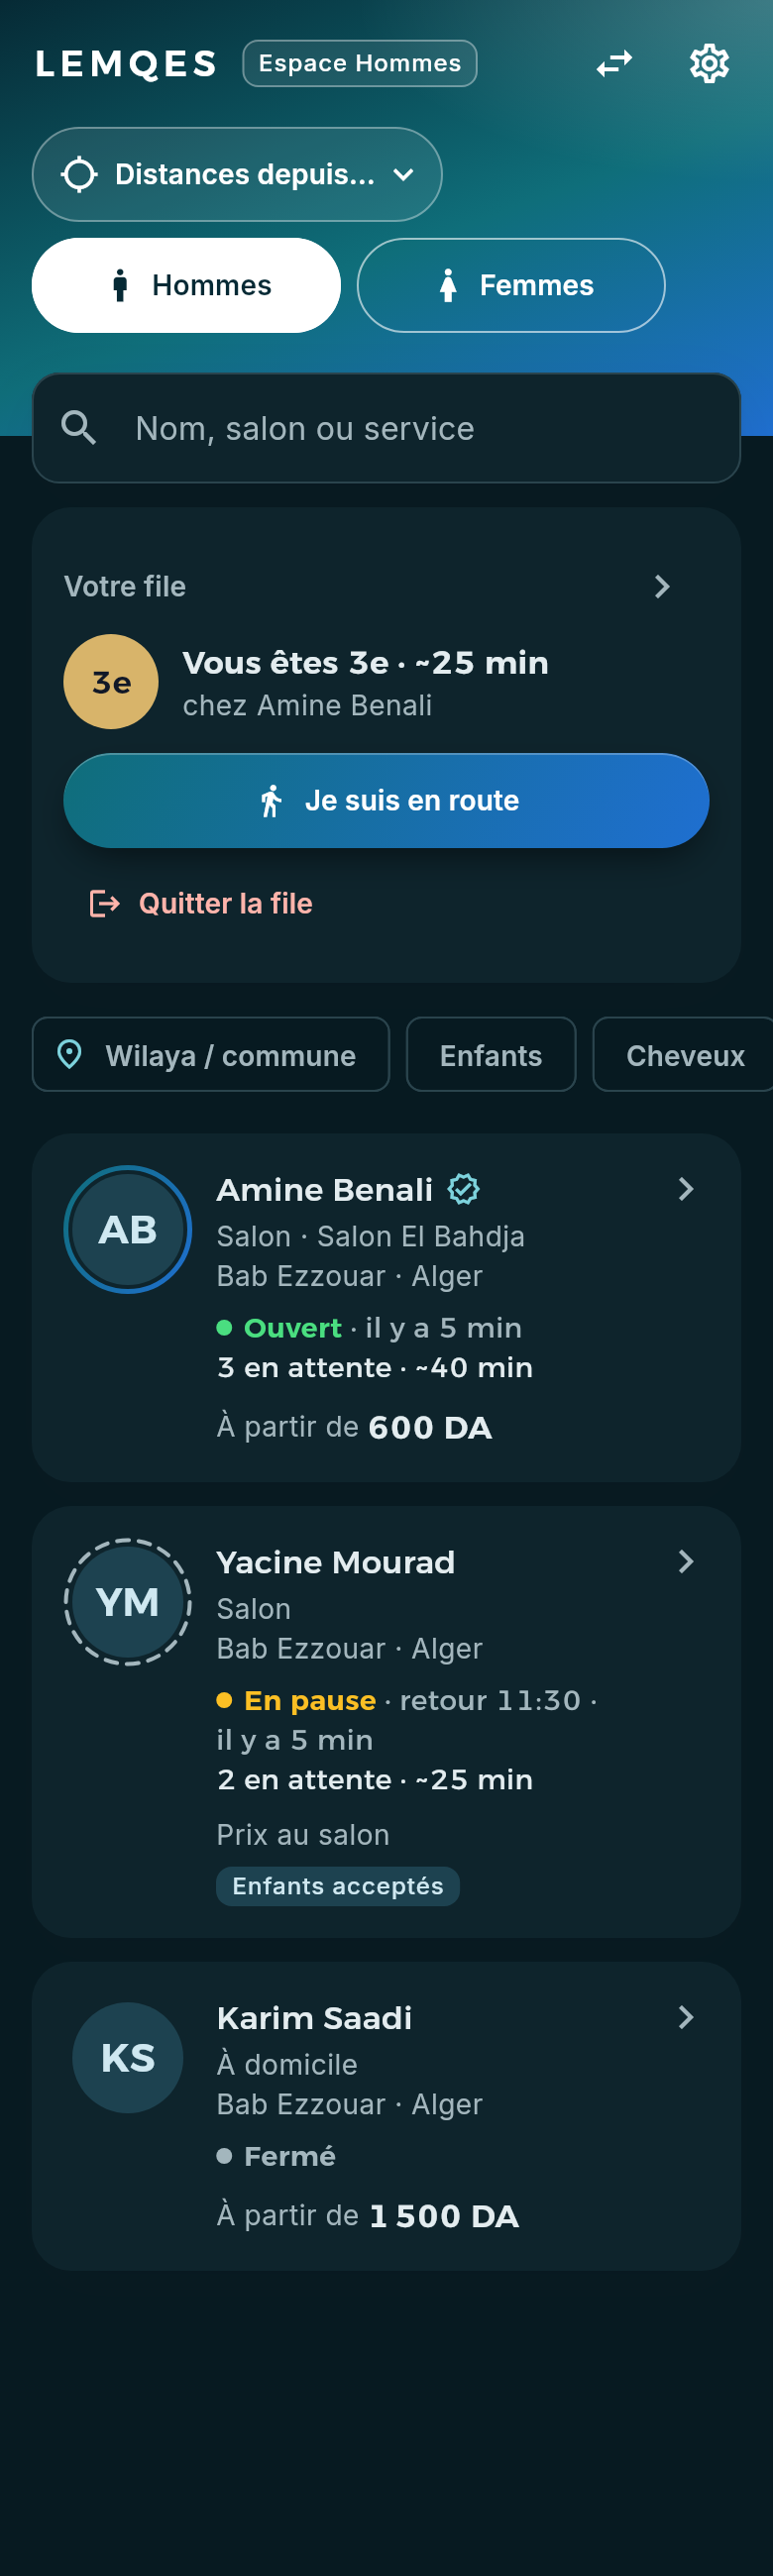 LEMQES
Espace Hommes
Distances depuis...
Hommes
Femmes
Nom, salon ou service
Votre file
3e
Vous êtes 3e · ~25 min
chez Amine Benali
Je suis en route
Quitter la file
Wilaya / commune
Enfants
Cheveux
AB
Amine Benali
Salon · Salon El Bahdja
Bab Ezzouar · Alger
Ouvert · il y a 5 min
3 en attente · ~40 min
À partir de 600 DA
YM
Yacine Mourad
Salon
Bab Ezzouar · Alger
En pause · retour 11:30 ·
il y a 5 min
2 en attente · ~25 min
Prix au salon
Enfants acceptés
KS
Karim Saadi
À domicile
Bab Ezzouar · Alger
Fermé
À partir de 1 500 DA